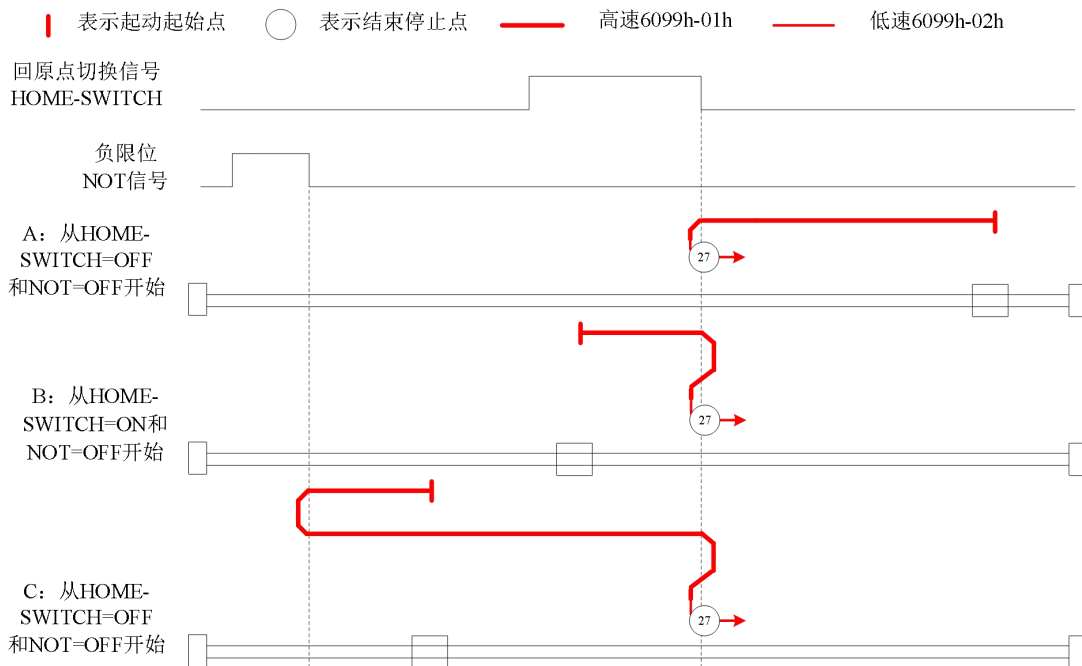 表示起动起始点 表示结束停止点 高速6099h-01h 低速6099h-02h
回原点切换信号
HOME-SWITCH
负限位
NOT信号
A：从HOME-
SWITCH=OFF
和NOT=OFF开始
27
B：从HOME-
SWITCH=ON和
NOT=OFF开始
27
C：从HOME-
SWITCH=OFF
和NOT=OFF开始
27